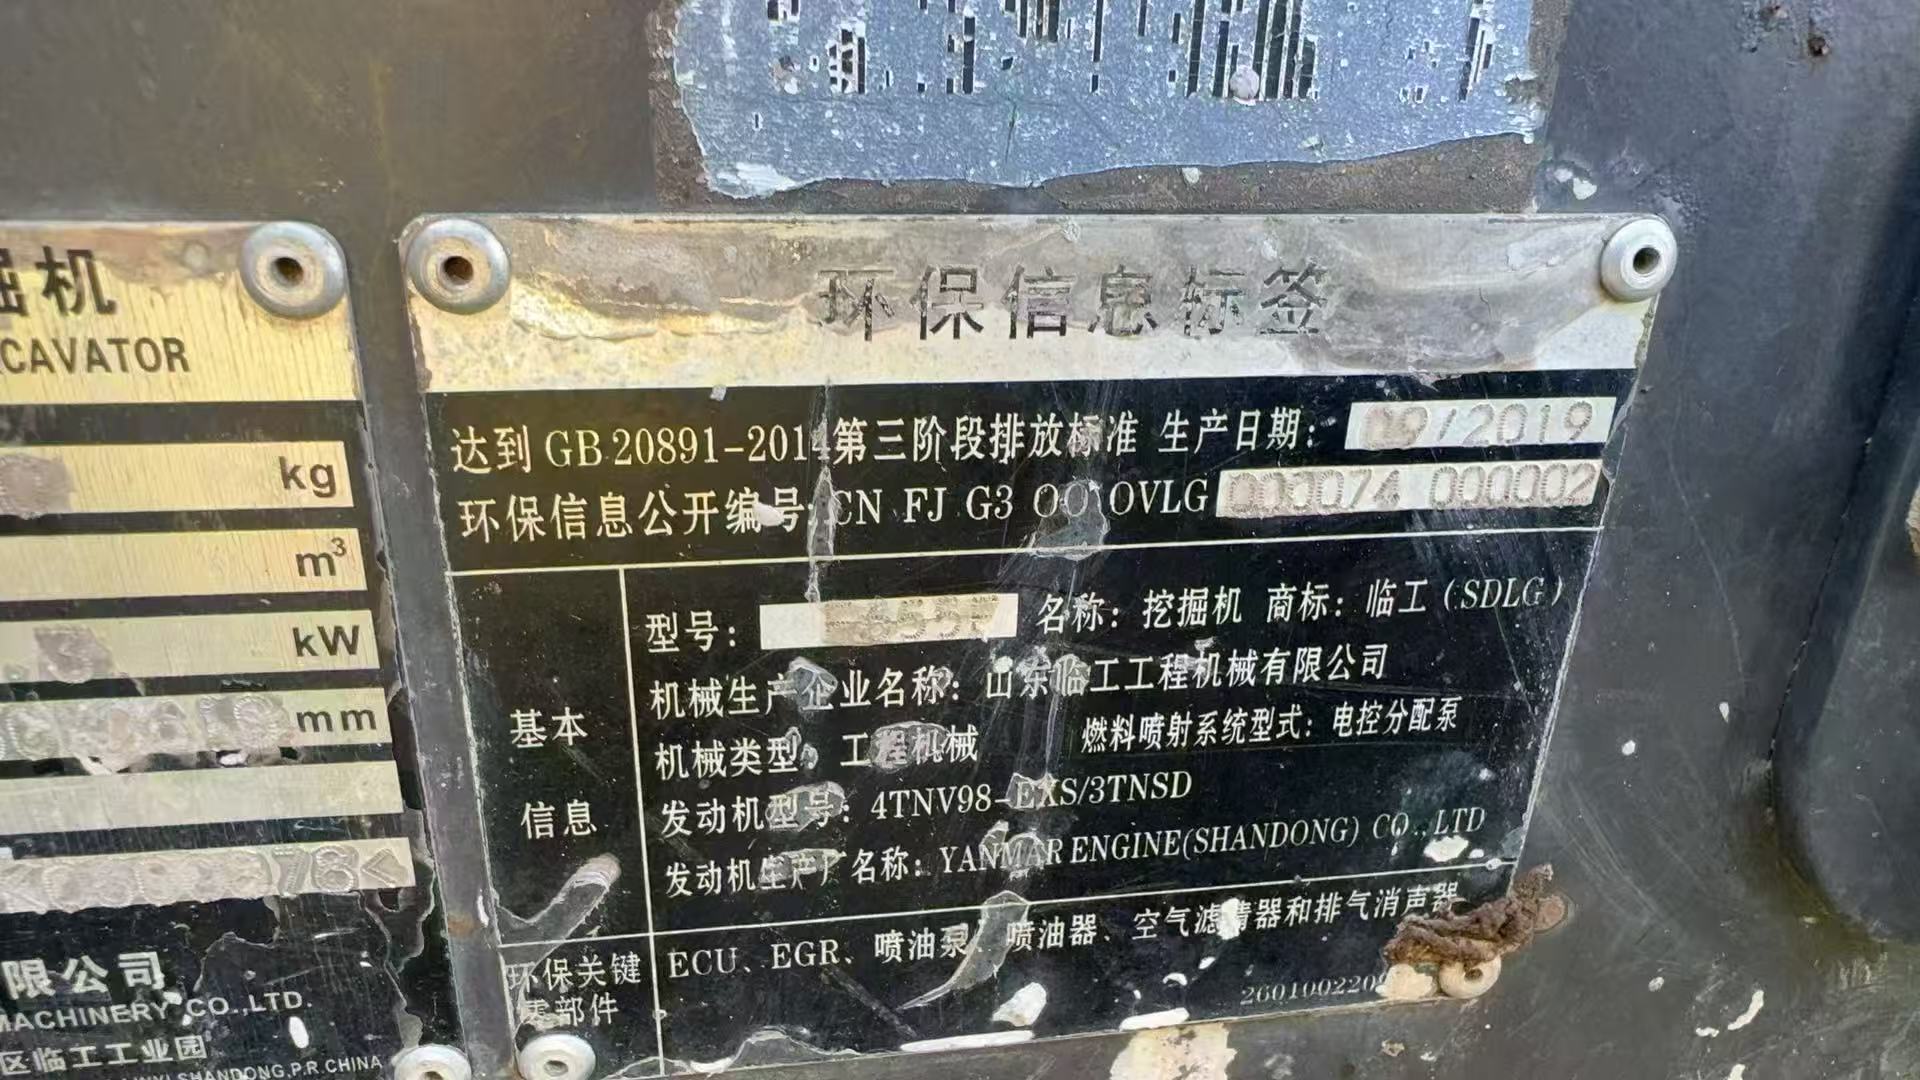 掘机
CAVATOR
kg
m³
kW
mm
78<
限公司
MACHINERY CO.,LTD.
区临工工业园
SHANDONG,P.R.CHINA
环保信息标签
达到 GB 20891-2014第三阶段排放标准 生产日期: 09/2019
环保信息公开编号: CN FJ G3 00 0VLG 000074 000002
基本
信息
型号: 名称: 挖掘机 商标: 临工 (SDLG)
机械生产企业名称: 山东临工工程机械有限公司
机械类型: 工程机械 燃料喷射系统型式: 电控分配泵
发动机型号: 4TNV98-EXS/3TNSD
发动机生产厂名称: YANMAR ENGINE(SHANDONG) CO.,LTD
环保关键
零部件
ECU、EGR、喷油泵、喷油器、空气滤清器和排气消声器